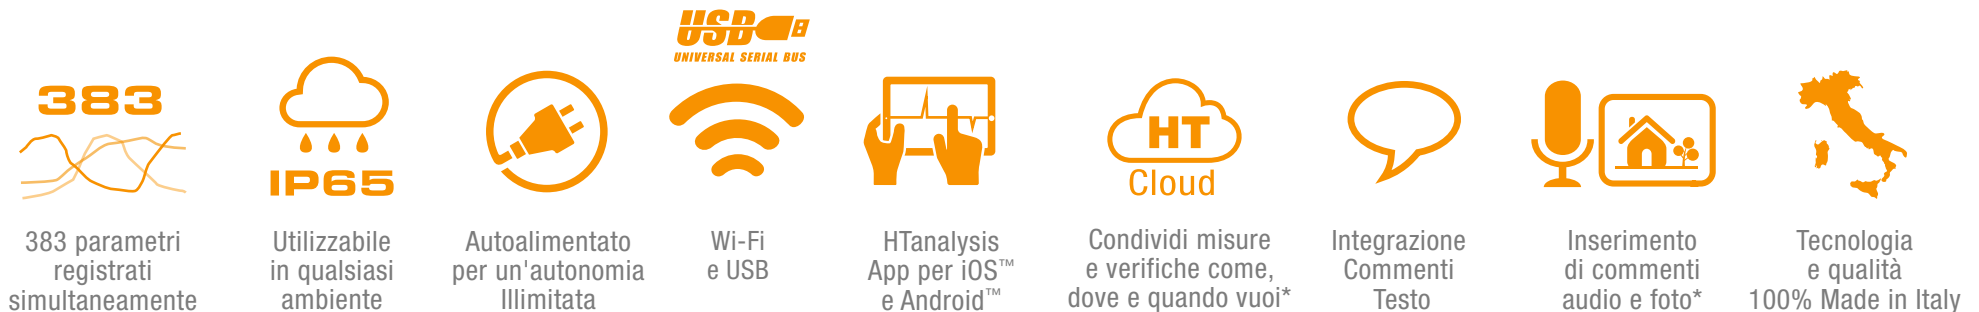 383
383 parametri
registrati
simultaneamente
IP65
Utilizzabile
in qualsiasi
ambiente
Autoalimentato
per un'autonomia
Illimitata
USB
UNIVERSAL SERIAL BUS
Wi-Fi
e USB
HTanalysis
App per iOS™
e Android™
HT
Cloud
Condividi misure
e verifiche come,
dove e quando vuoi*
Integrazione
Commenti
Testo
Inserimento
di commenti
audio e foto*
Tecnologia
e qualità
100% Made in Italy